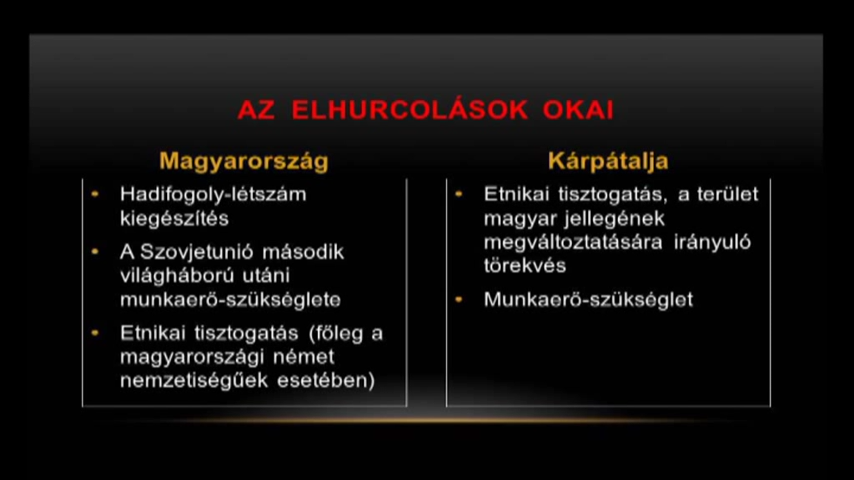 AZ ELHURCOLÁSOK OKAI
Magyarország
• Hadifogoly-létszám
kiegészítés
• A Szovjetunió második
világháború utáni
munkaerő-szükséglete
• Etnikai tisztogatás (főleg a
magyarországi német
nemzetiségűek esetében)
Kárpátalja
• Etnikai tisztogatás, a terület
magyar jellegének
megváltoztatására irányuló
törekvés
• Munkaerő-szükséglet